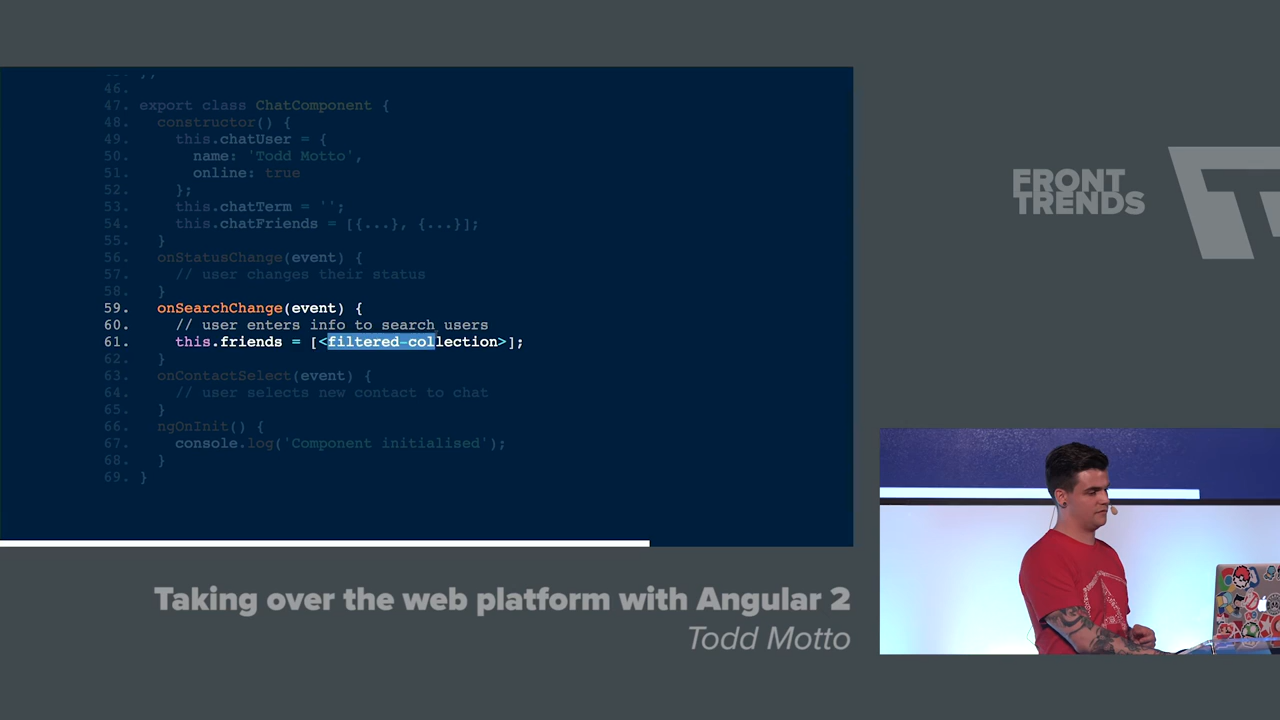 46.
47. export class ChatComponent {
48. constructor() {
49. this.chatUser = {
50. name: 'Todd Motto',
51. online: true
52. };
53. this.chatTerm = '';
54. this.chatFriends = [{...}, {...}];
55. }
56. onStatusChange(event) {
57. // user changes their status
58. }
59. onSearchChange(event) {
60. // user enters info to search users
61. this.friends = [<filtered-collection>];
62. }
63. onContactSelect(event) {
64. // user selects new contact to chat
65. }
66. ngOnInit() {
67. console.log('Component initialised');
68. }
69. }
FRONT
TRENDS
Taking over the web platform with Angular 2
Todd Motto